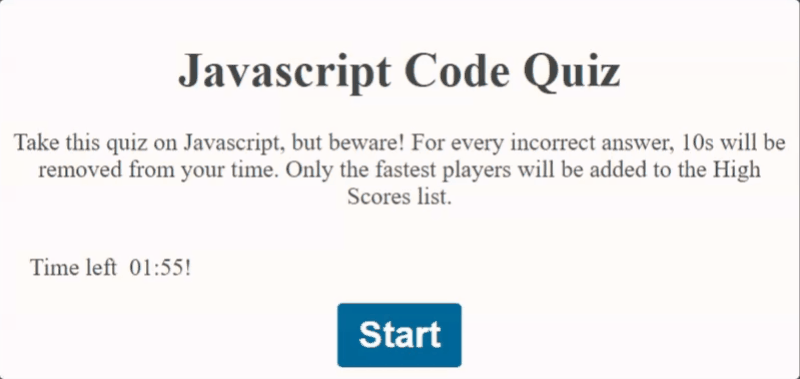 Javascript Code Quiz
Take this quiz on Javascript, but beware! For every incorrect answer, 10s will be
removed from your time. Only the fastest players will be added to the High
Scores list.
Time left 01:55!
Start